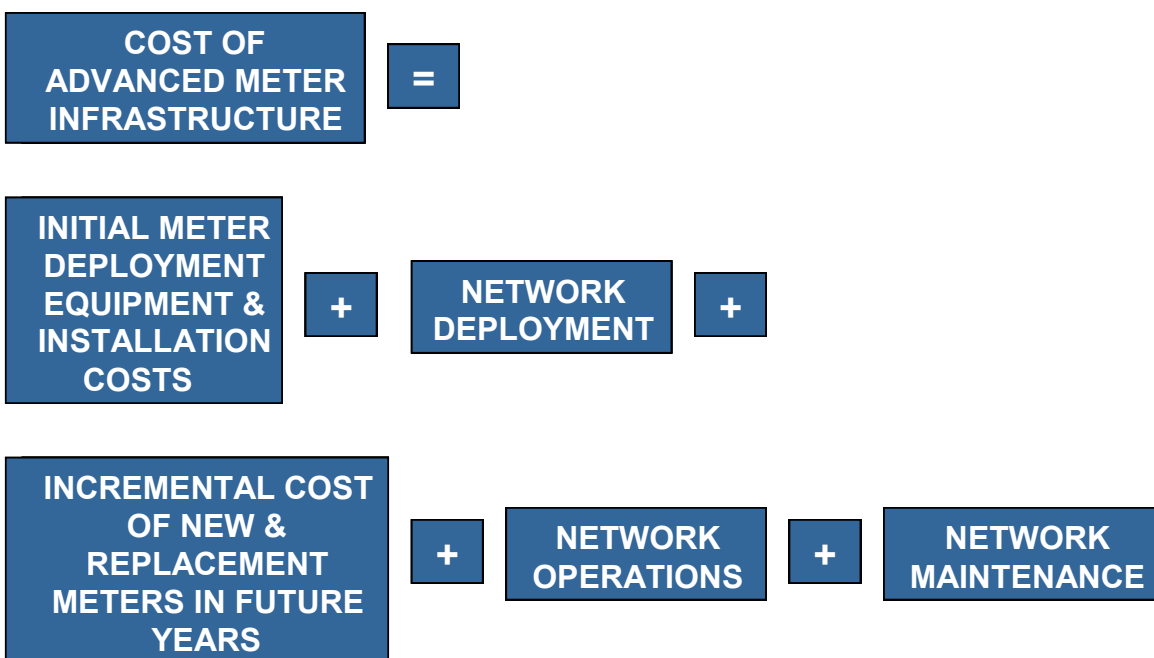 COST OF
ADVANCED METER
INFRASTRUCTURE
=
INITIAL METER
DEPLOYMENT
EQUIPMENT &
INSTALLATION
COSTS
+
NETWORK
DEPLOYMENT
+
INCREMENTAL COST
OF NEW &
REPLACEMENT
METERS IN FUTURE
YEARS
+
NETWORK
OPERATIONS
+
NETWORK
MAINTENANCE